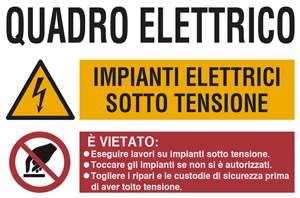 QUADRO ELETTRICO
IMPIANTI ELETTRICI
SOTTO TENSIONE
È VIETATO:
● Eseguire lavori su impianti sotto tensione.
● Toccare gli impianti se non si è autorizzati.
● Togliere i ripari e le custodie di sicurezza prima
di aver tolto tensione.